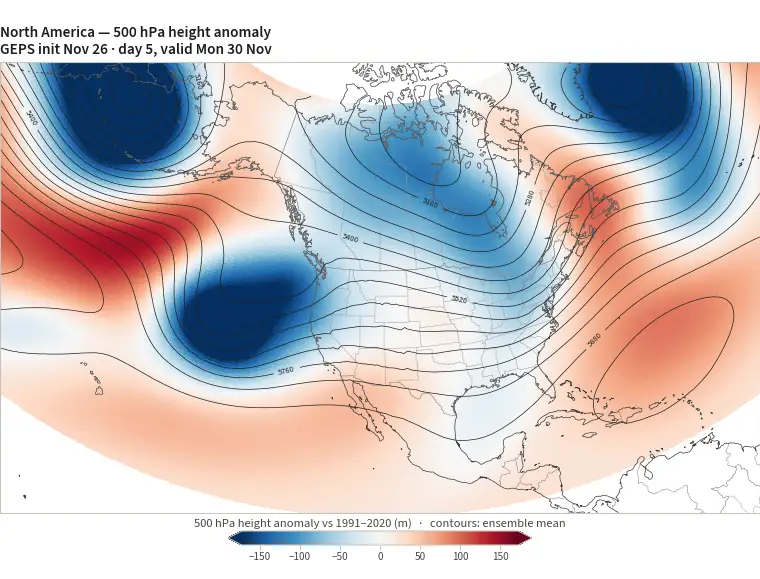 North America — 500 hPa height anomaly
GEPS init Nov 26 · day 5, valid Mon 30 Nov
5400
5160
5280
5400
5520
5880
5760
500 hPa height anomaly vs 1991–2020 (m) · contours: ensemble mean
−150 −100 −50 0 50 100 150